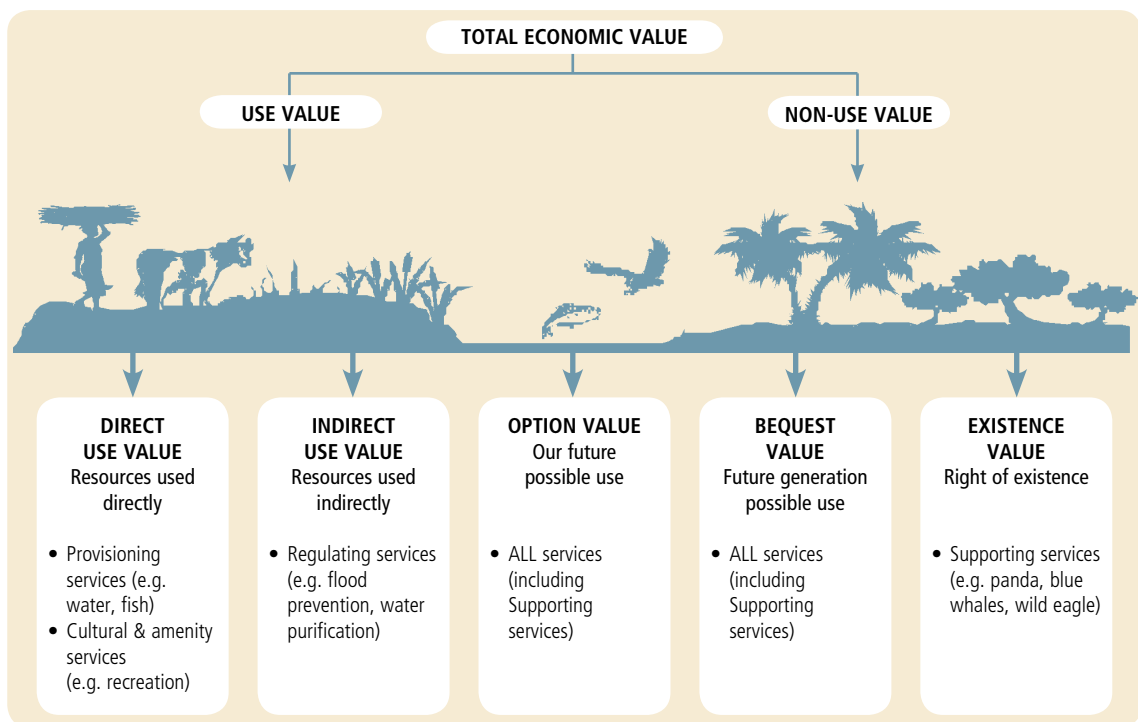 TOTAL ECONOMIC VALUE
USE VALUE
NON-USE VALUE
DIRECT
USE VALUE
Resources used
directly
• Provisioning
services (e.g.
water, fish)
• Cultural & amenity
services
(e.g. recreation)
INDIRECT
USE VALUE
Resources used
indirectly
• Regulating services
(e.g. flood
prevention, water
purification)
OPTION VALUE
Our future
possible use
• ALL services
(including
Supporting
services)
BEQUEST
VALUE
Future generation
possible use
• ALL services
(including
Supporting
services)
EXISTENCE
VALUE
Right of existence
• Supporting services
(e.g. panda, blue
whales, wild eagle)